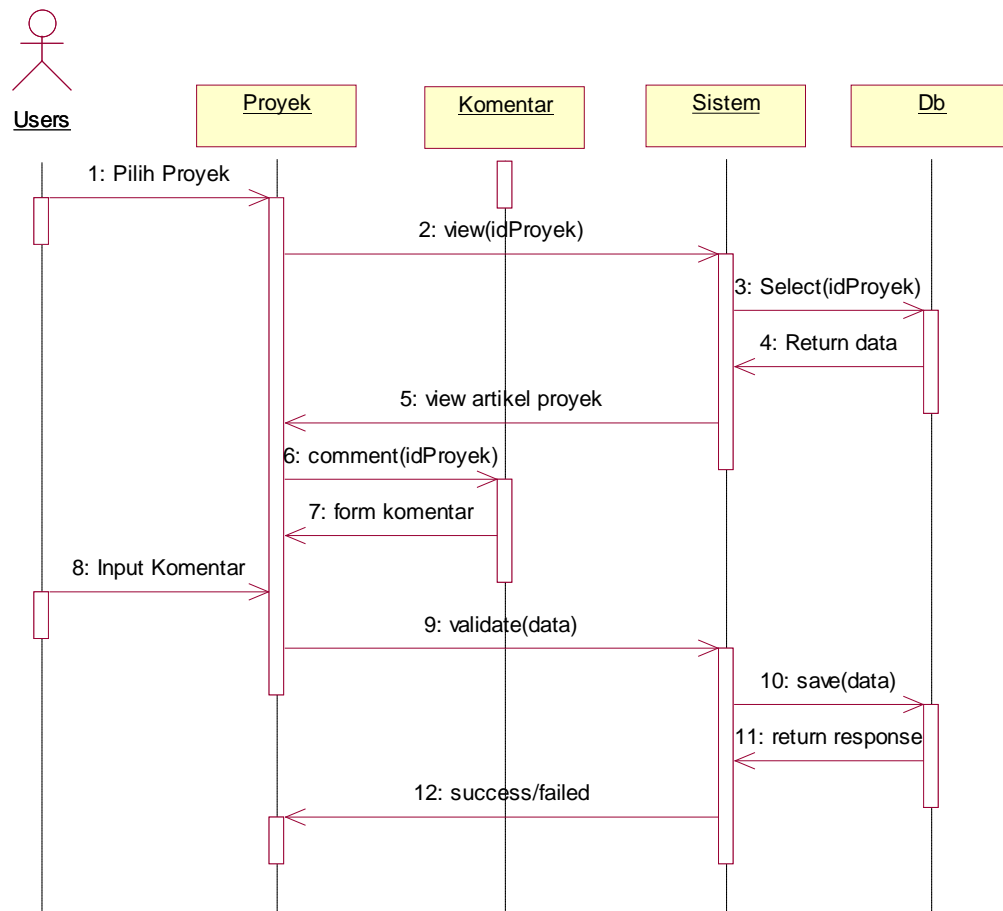 Users
Proyek
Komentar
Sistem
Db
1: Pilih Proyek
2: view(idProyek)
3: Select(idProyek)
4: Return data
5: view artikel proyek
6: comment(idProyek)
7: form komentar
8: Input Komentar
9: validate(data)
10: save(data)
11: return response
12: success/failed